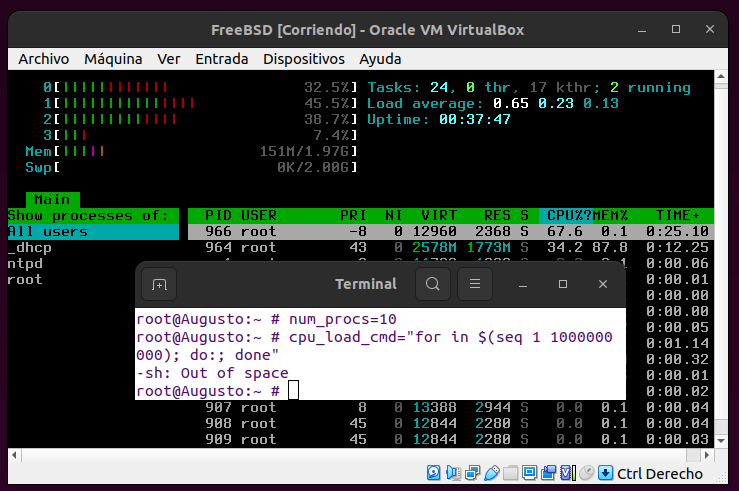 FreeBSD [Corriendo] - Oracle VM VirtualBox
Archivo Máquina Ver Entrada Dispositivos Ayuda
0[|||||||||||||| 32.5%] Tasks: 24, 0 thr, 17 kthr; 2 running
1[|||||||||||||||||| 45.5%] Load average: 0.65 0.23 0.13
2[||||||||||||||| 38.7%] Uptime: 00:37:47
3[||| 7.4%]
Mem[||||| 151M/1.97G]
Swp[ 0K/2.00G]
Main
Show processes of: PID USER PRI NI VIRT RES S CPU%?MEM% TIME+
All users 966 root -8 0 12960 2368 R 67.6 0.1 0:25.10
_dhcp 964 root 43 0 2578M 1773M S 34.2 87.8 0:12.25
ntpd 0:00.06
root
Terminal
root@Augusto:~ # num_procs=10
root@Augusto:~ # cpu_load_cmd="for in $(seq 1 1000000
000); do:; done"
-sh: Out of space
root@Augusto:~ #
0:00.00
0:00.00
0:00.05
0:01.14
0:00.32
0:00.01
0:00.02
907 root 8 0 13388 2944 S 0.0 0.1 0:00.04
908 root 45 0 12844 2280 S 0.0 0.1 0:00.04
909 root 45 0 12844 2280 S 0.0 0.1 0:00.03
Ctrl Derecho